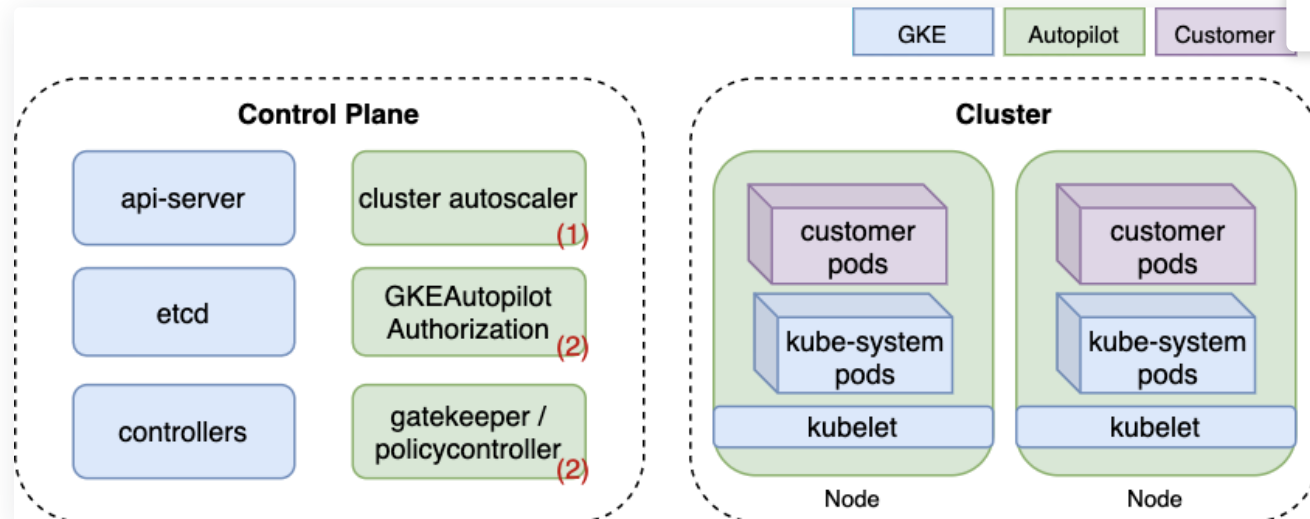 GKE
Autopilot
Customer
Control Plane
api-server
cluster autoscaler
(1)
etcd
GKEAutopilot
Authorization
(2)
controllers
gatekeeper /
policycontroller
(2)
Cluster
customer
pods
kube-system
pods
kubelet
Node
customer
pods
kube-system
pods
kubelet
Node